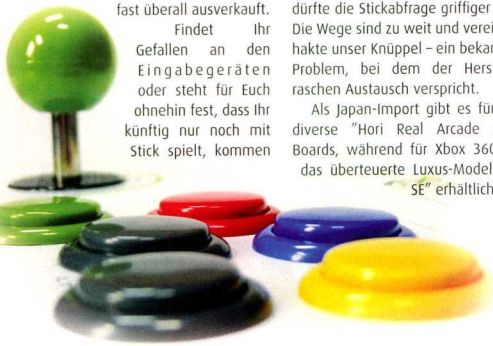 fast überall ausverkauft.
Findet Ihr
Gefallen an den
Eingabegeräten
oder steht für Euch
ohnehin fest, dass Ihr
künftig nur noch mit
Stick spielt, kommen
dürfte die Stickabfrage griffiger
Die Wege sind zu weit und verei
hakte unser Knüppel – ein bekan
Problem, bei dem der Hers
raschen Austausch verspricht.
Als Japan-Import gibt es für
diverse "Hori Real Arcade
Boards, während für Xbox 360
das überteuerte Luxus-Model
SE" erhältlich